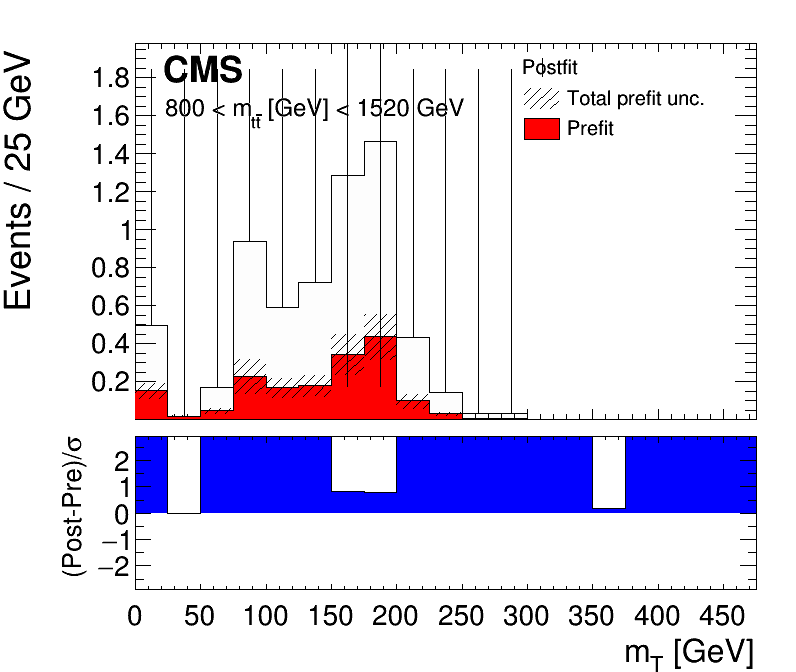 Events / 25 GeV
CMS
800 < m_tt̄ [GeV] < 1520 GeV
Postfit
Total prefit unc.
Prefit
1.8
1.6
1.4
1.2
1
0.8
0.6
0.4
0.2
(Post-Pre)/σ
2
1
0
−1
−2
0 50 100 150 200 250 300 350 400 450
m_T [GeV]